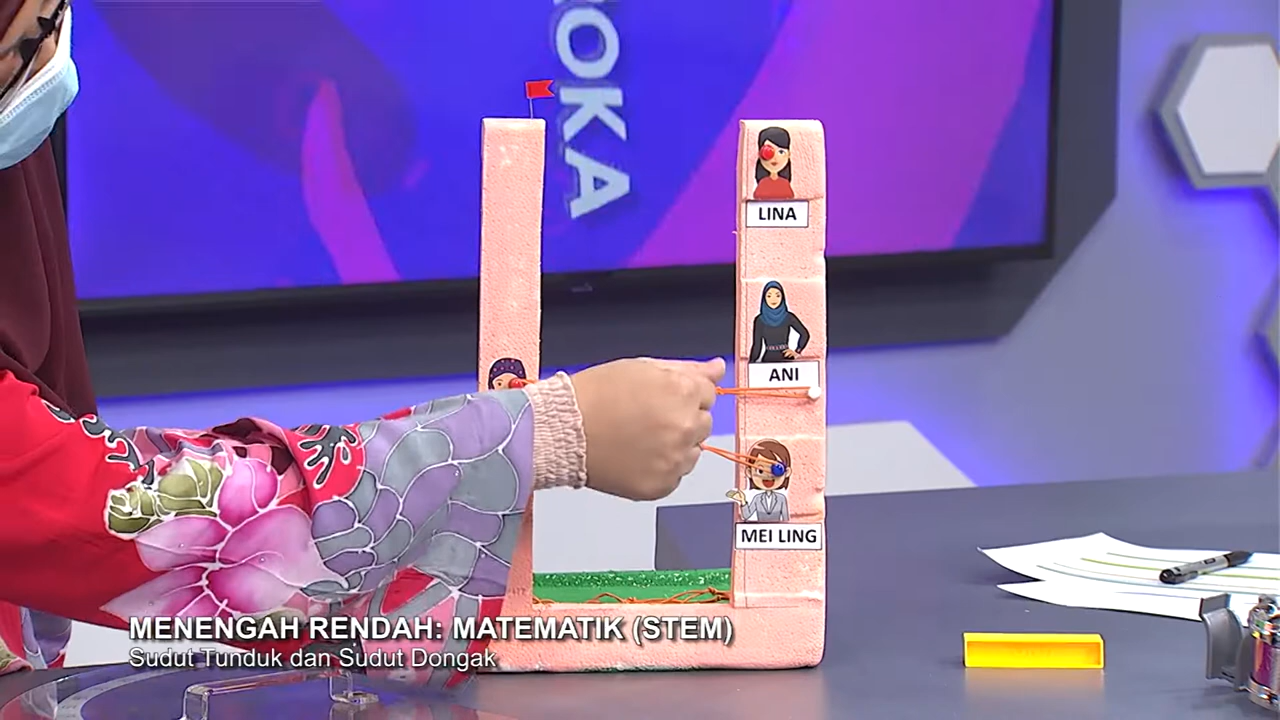 OKA
LINA
ANI
MEI LING
MENENGAH RENDAH: MATEMATIK (STEM)
Sudut Tunduk dan Sudut Dongak